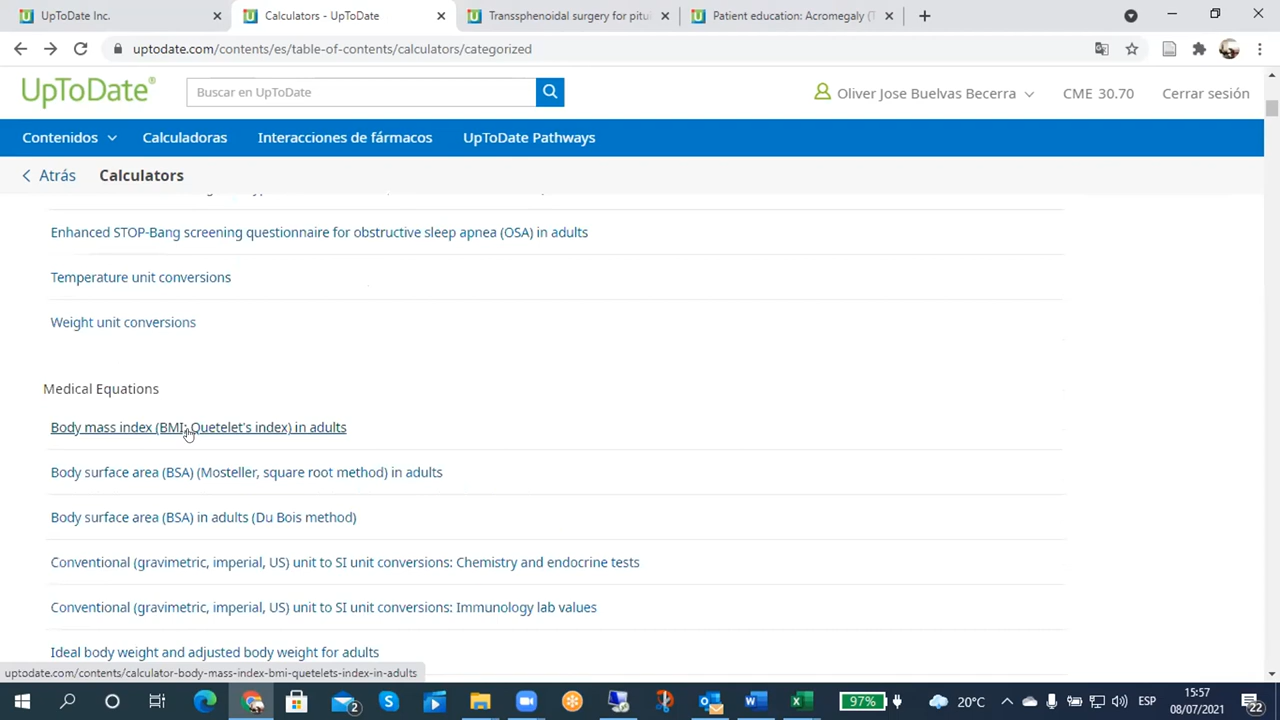 UpToDate Inc.
Calculators - UpToDate
Transsphenoidal surgery for pitui
Patient education: Acromegaly (T
uptodate.com/contents/es/table-of-contents/calculators/categorized
UpToDate®
Buscar en UpToDate
Oliver Jose Buelvas Becerra
CME 30.70
Cerrar sesión
Contenidos
Calculadoras
Interacciones de fármacos
UpToDate Pathways
Atrás
Calculators
Enhanced STOP-Bang screening questionnaire for obstructive sleep apnea (OSA) in adults
Temperature unit conversions
Weight unit conversions
Medical Equations
Body mass index (BMI; Quetelet's index) in adults
Body surface area (BSA) (Mosteller, square root method) in adults
Body surface area (BSA) in adults (Du Bois method)
Conventional (gravimetric, imperial, US) unit to SI unit conversions: Chemistry and endocrine tests
Conventional (gravimetric, imperial, US) unit to SI unit conversions: Immunology lab values
Ideal body weight and adjusted body weight for adults
uptodate.com/contents/calculator-body-mass-index-bmi-quetelets-index-in-adults
2
97%
20°C
ESP
15:57
08/07/2021
22